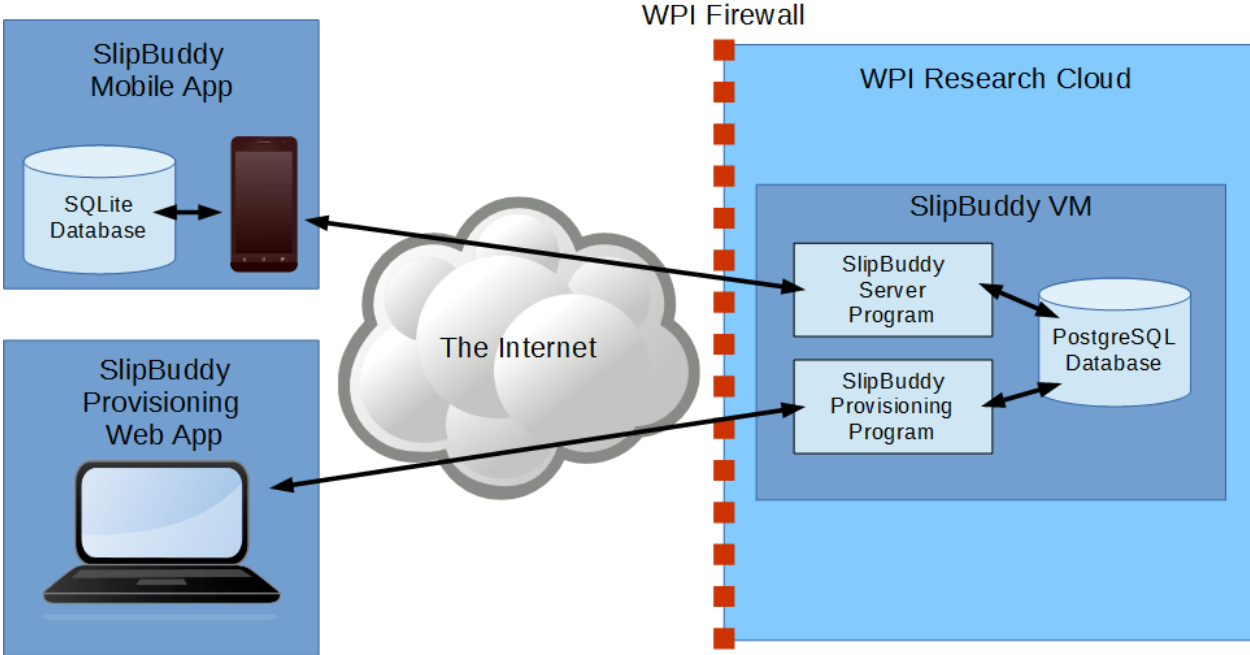 WPI Firewall
SlipBuddy
Mobile App
SQLite
Database
SlipBuddy
Provisioning
Web App
The Internet
WPI Research Cloud
SlipBuddy VM
SlipBuddy
Server
Program
SlipBuddy
Provisioning
Program
PostgreSQL
Database